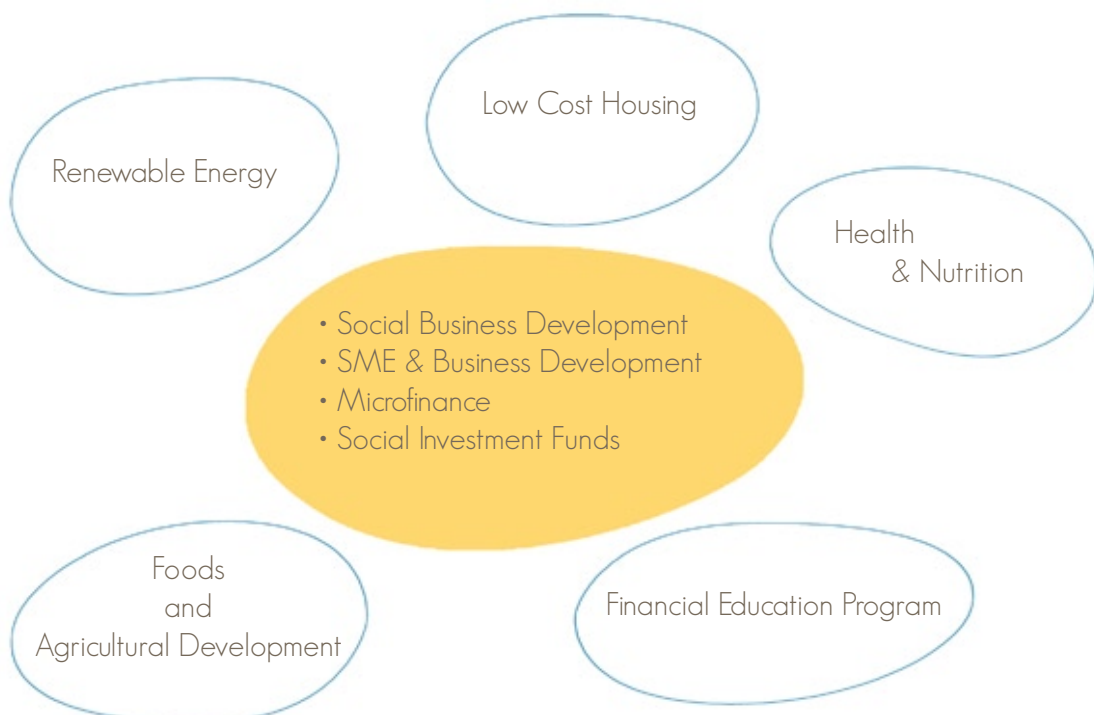 Low Cost Housing
Renewable Energy
Health
& Nutrition
• Social Business Development
• SME & Business Development
• Microfinance
• Social Investment Funds
Foods
and
Agricultural Development
Financial Education Program